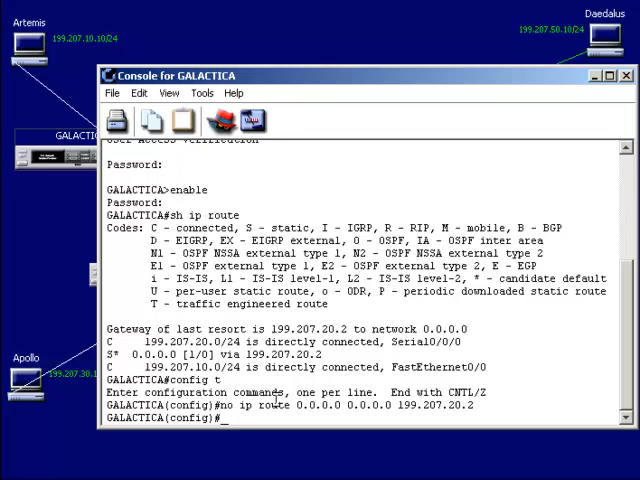 Artemis
199.207.10.10/24
Daedalus
199.207.50.10/24
Console for GALACTICA
File Edit View Tools Help
GALACTIC
User Access Verification
Password:
GALACTICA>enable
Password:
GALACTICA#sh ip route
Codes: C - connected, S - static, I - IGRP, R - RIP, M - mobile, B - BGP
D - EIGRP, EX - EIGRP external, O - OSPF, IA - OSPF inter area
N1 - OSPF NSSA external type 1, N2 - OSPF NSSA external type 2
E1 - OSPF external type 1, E2 - OSPF external type 2, E - EGP
i - IS-IS, L1 - IS-IS level-1, L2 - IS-IS level-2, * - candidate default
U - per-user static route, o - ODR, P - periodic downloaded static route
T - traffic engineered route
Gateway of last resort is 199.207.20.2 to network 0.0.0.0
C 199.207.20.0/24 is directly connected, Serial0/0/0
S* 0.0.0.0 [1/0] via 199.207.20.2
C 199.207.10.0/24 is directly connected, FastEthernet0/0
GALACTICA#config t
Enter configuration commands, one per line. End with CNTL/Z
GALACTICA(config)#no ip route 0.0.0.0 0.0.0.0 199.207.20.2
GALACTICA(config)#_
Apollo
199.207.30.1